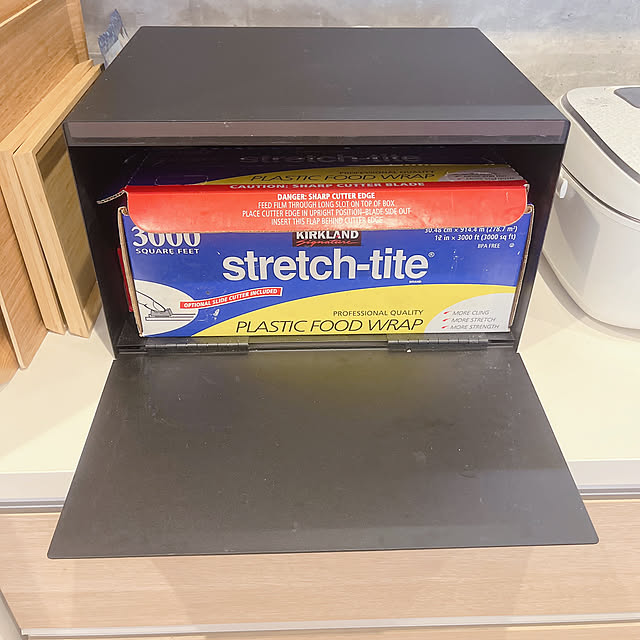 stretch-tite
PROFESSIONAL
PLASTIC FOOD WRAP
CAUTION: SHARP CUTTER BLADE
DANGER: SHARP CUTTER EDGE
FEED FILM THROUGH LONG SLOT ON TOP OF BOX
PLACE CUTTER EDGE IN UPRIGHT POSITION–BLADE SIDE OUT
INSERT THIS FLAP BEHIND CUTTER EDGE
3000
SQUARE FEET
KIRKLAND
Signature
30.48 cm x 914.4 m (278.7 m²)
12 in x 3000 ft (3000 sq ft)
BPA FREE
stretch-tite®
BRAND
OPTIONAL SLIDE CUTTER INCLUDED
PROFESSIONAL QUALITY
PLASTIC FOOD WRAP
✓ MORE CLING
✓ MORE STRETCH
✓ MORE STRENGTH